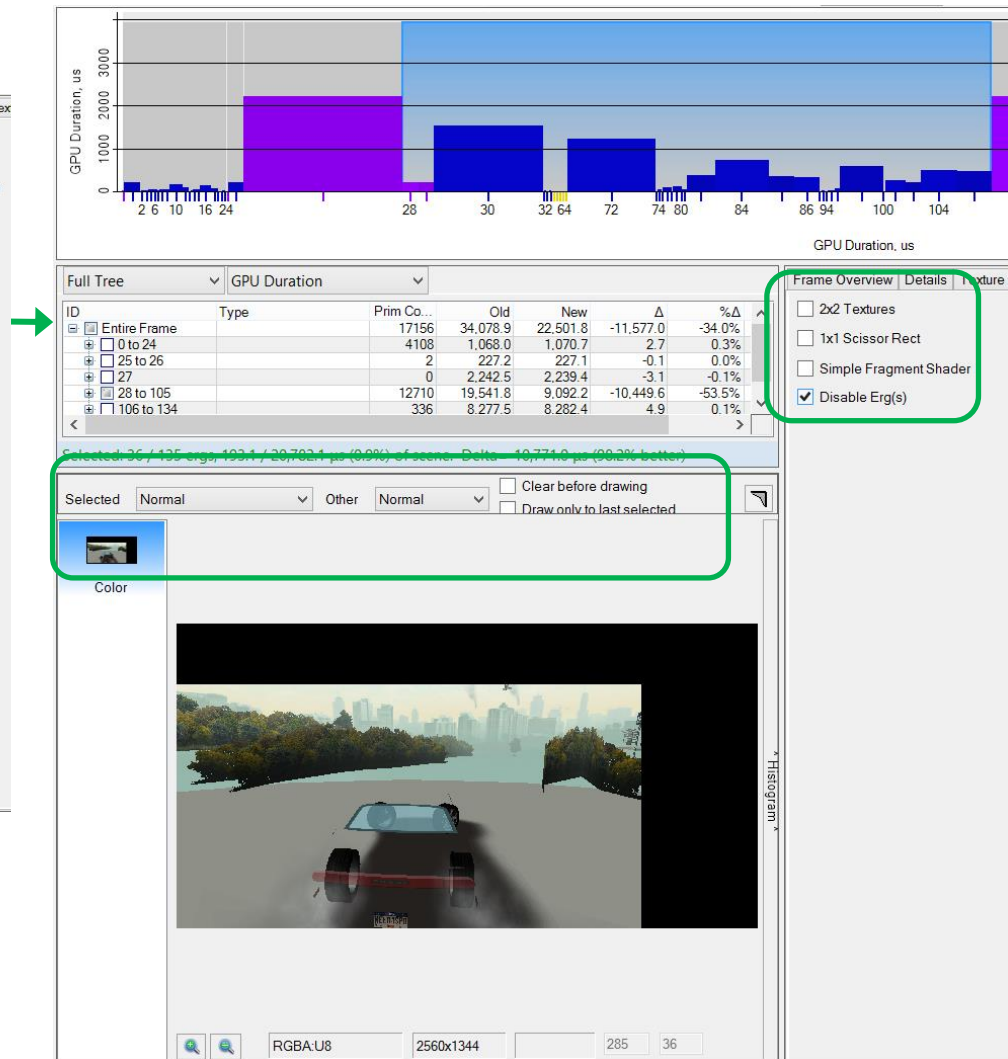 ex
GPU Duration, us
3000
2000
1000
0
2 6 10 16 24 28 30 32 64 72 74 80 84 86 94 100 104
GPU Duration, us
Full Tree GPU Duration
ID Type Prim Co... Old New Δ %Δ
Entire Frame 17156 34,078.9 22,501.8 -11,577.0 -34.0%
0 to 24 4108 1,068.0 1,070.7 2.7 0.3%
25 to 26 2 227.2 227.1 -0.1 0.0%
27 0 2,242.5 2,239.4 -3.1 -0.1%
28 to 105 12710 19,541.8 9,092.2 -10,449.6 -53.5%
106 to 134 336 8,277.5 8,282.4 4.9 0.1%
Frame Overview Details Texture
2x2 Textures
1x1 Scissor Rect
Simple Fragment Shader
Disable Erg(s)
Selected Normal Other Normal
Clear before drawing
Draw only to last selected
Color
^ Histogram ^
RGBA:U8 2560x1344 285 36